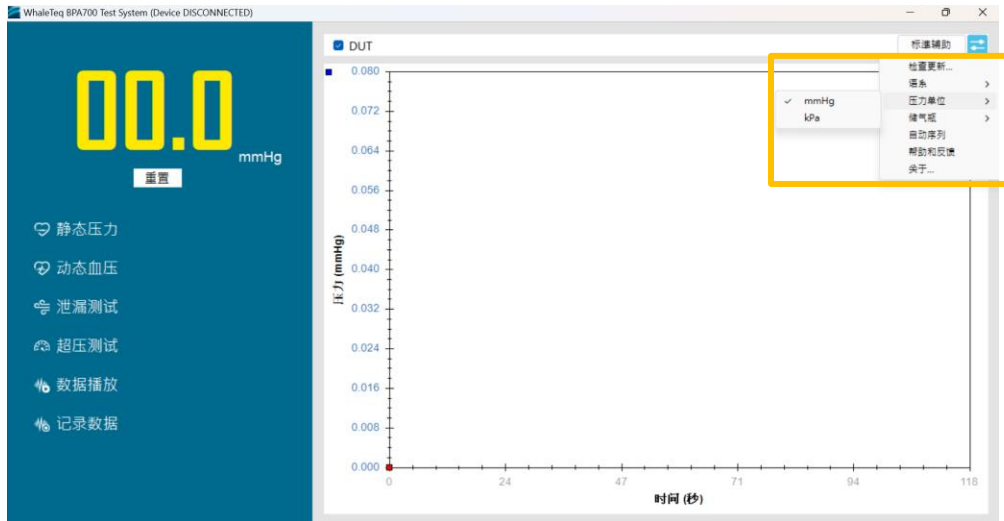 WhaleTeq BPA700 Test System (Device DISCONNECTED)
00.0
mmHg
重置
静态压力
动态血压
泄漏测试
超压测试
数据播放
记录数据
DUT
标準辅助
检查更新...
语系
压力单位
储气瓶
自动序列
帮助和反馈
关于...
mmHg
kPa
压力 (mmHg)
0.080
0.072
0.064
0.056
0.048
0.040
0.032
0.024
0.016
0.008
0.000
0 24 47 71 94 118
时间 (秒)